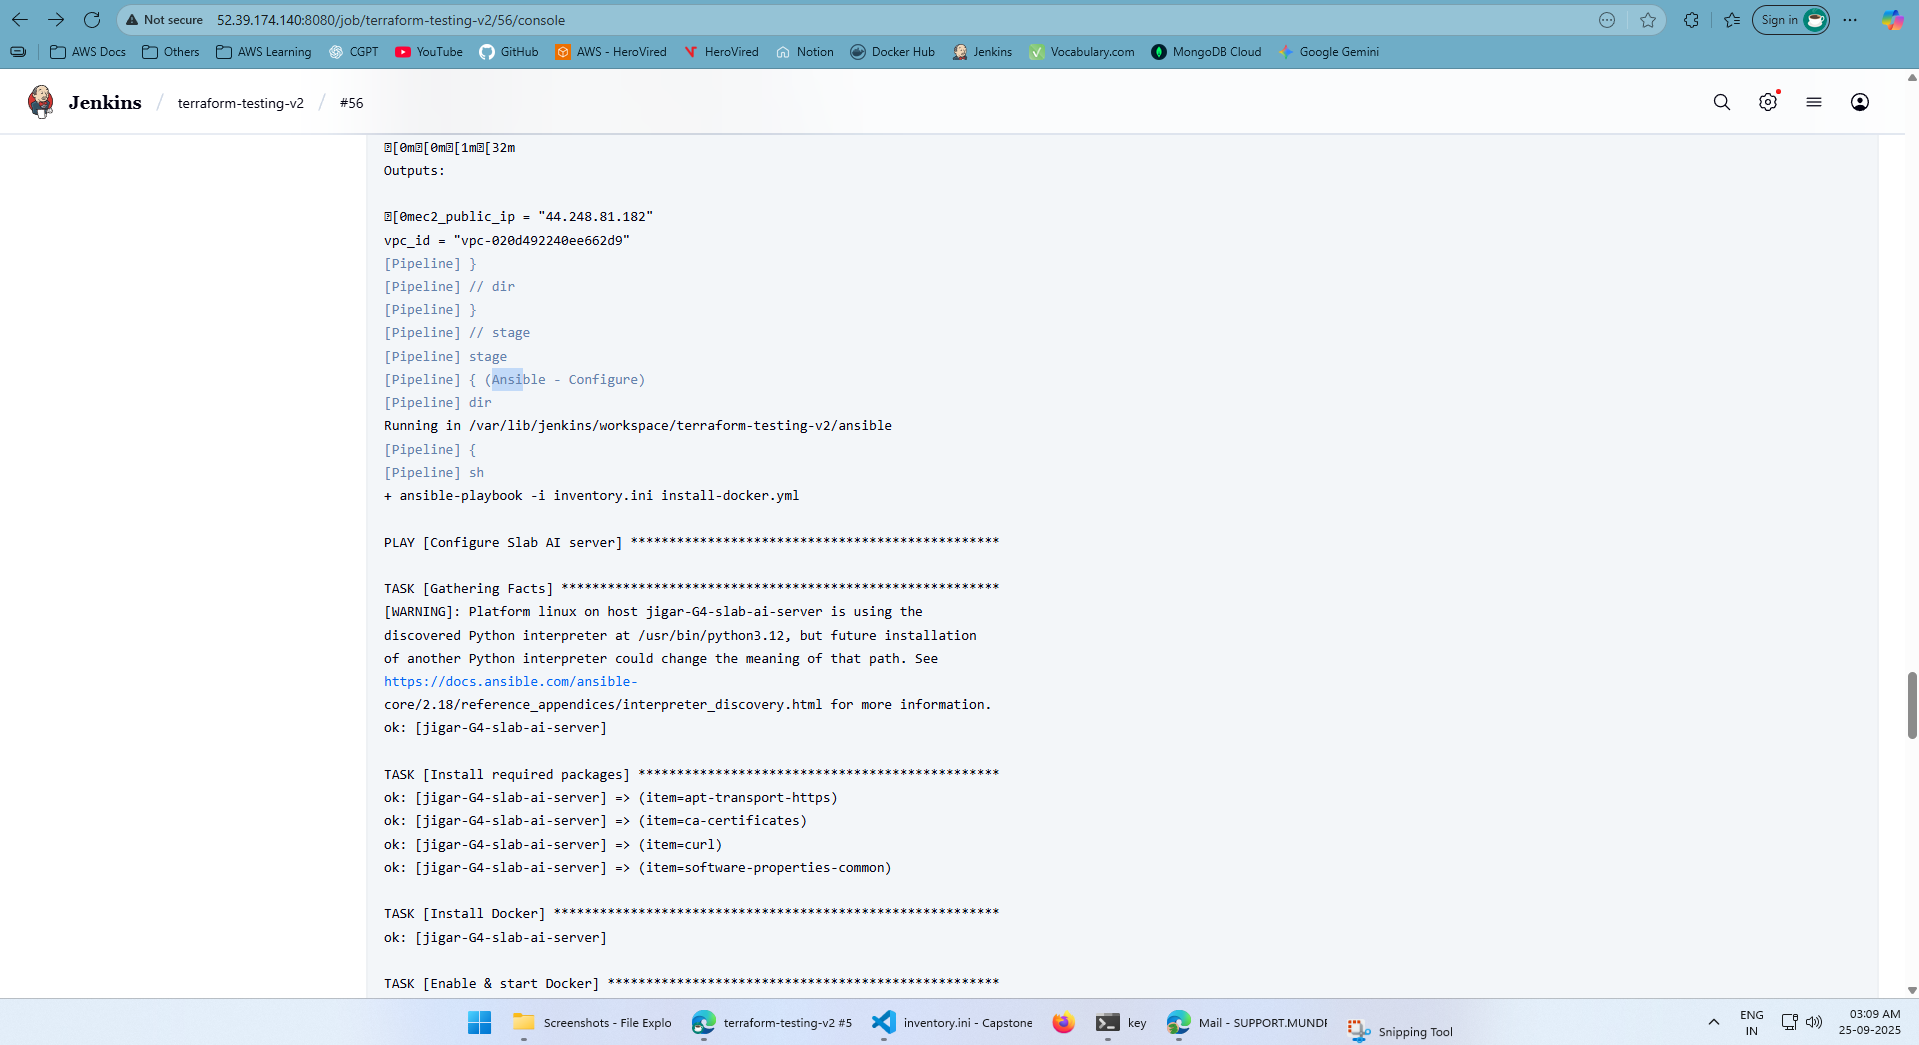 Not secure 52.39.174.140:8080/job/terraform-testing-v2/56/console Sign in
AWS Docs Others AWS Learning CGPT YouTube GitHub AWS - HeroVired HeroVired Notion Docker Hub Jenkins Vocabulary.com MongoDB Cloud Google Gemini
Jenkins / terraform-testing-v2 / #56
[0m[0m[1m[32m
Outputs:
[0mec2_public_ip = "44.248.81.182"
vpc_id = "vpc-020d492240ee662d9"
[Pipeline] }
[Pipeline] // dir
[Pipeline] }
[Pipeline] // stage
[Pipeline] stage
[Pipeline] { (Ansible - Configure)
[Pipeline] dir
Running in /var/lib/jenkins/workspace/terraform-testing-v2/ansible
[Pipeline] {
[Pipeline] sh
+ ansible-playbook -i inventory.ini install-docker.yml
PLAY [Configure Slab AI server] ************************************************
TASK [Gathering Facts] *********************************************************
[WARNING]: Platform linux on host jigar-G4-slab-ai-server is using the
discovered Python interpreter at /usr/bin/python3.12, but future installation
of another Python interpreter could change the meaning of that path. See
https://docs.ansible.com/ansible-
core/2.18/reference_appendices/interpreter_discovery.html for more information.
ok: [jigar-G4-slab-ai-server]
TASK [Install required packages] ***********************************************
ok: [jigar-G4-slab-ai-server] => (item=apt-transport-https)
ok: [jigar-G4-slab-ai-server] => (item=ca-certificates)
ok: [jigar-G4-slab-ai-server] => (item=curl)
ok: [jigar-G4-slab-ai-server] => (item=software-properties-common)
TASK [Install Docker] **********************************************************
ok: [jigar-G4-slab-ai-server]
TASK [Enable & start Docker] ***************************************************
Screenshots - File Explo terraform-testing-v2 #5 inventory.ini - Capstone key Mail - SUPPORT.MUNDF Snipping Tool
ENG
IN
03:09 AM
25-09-2025